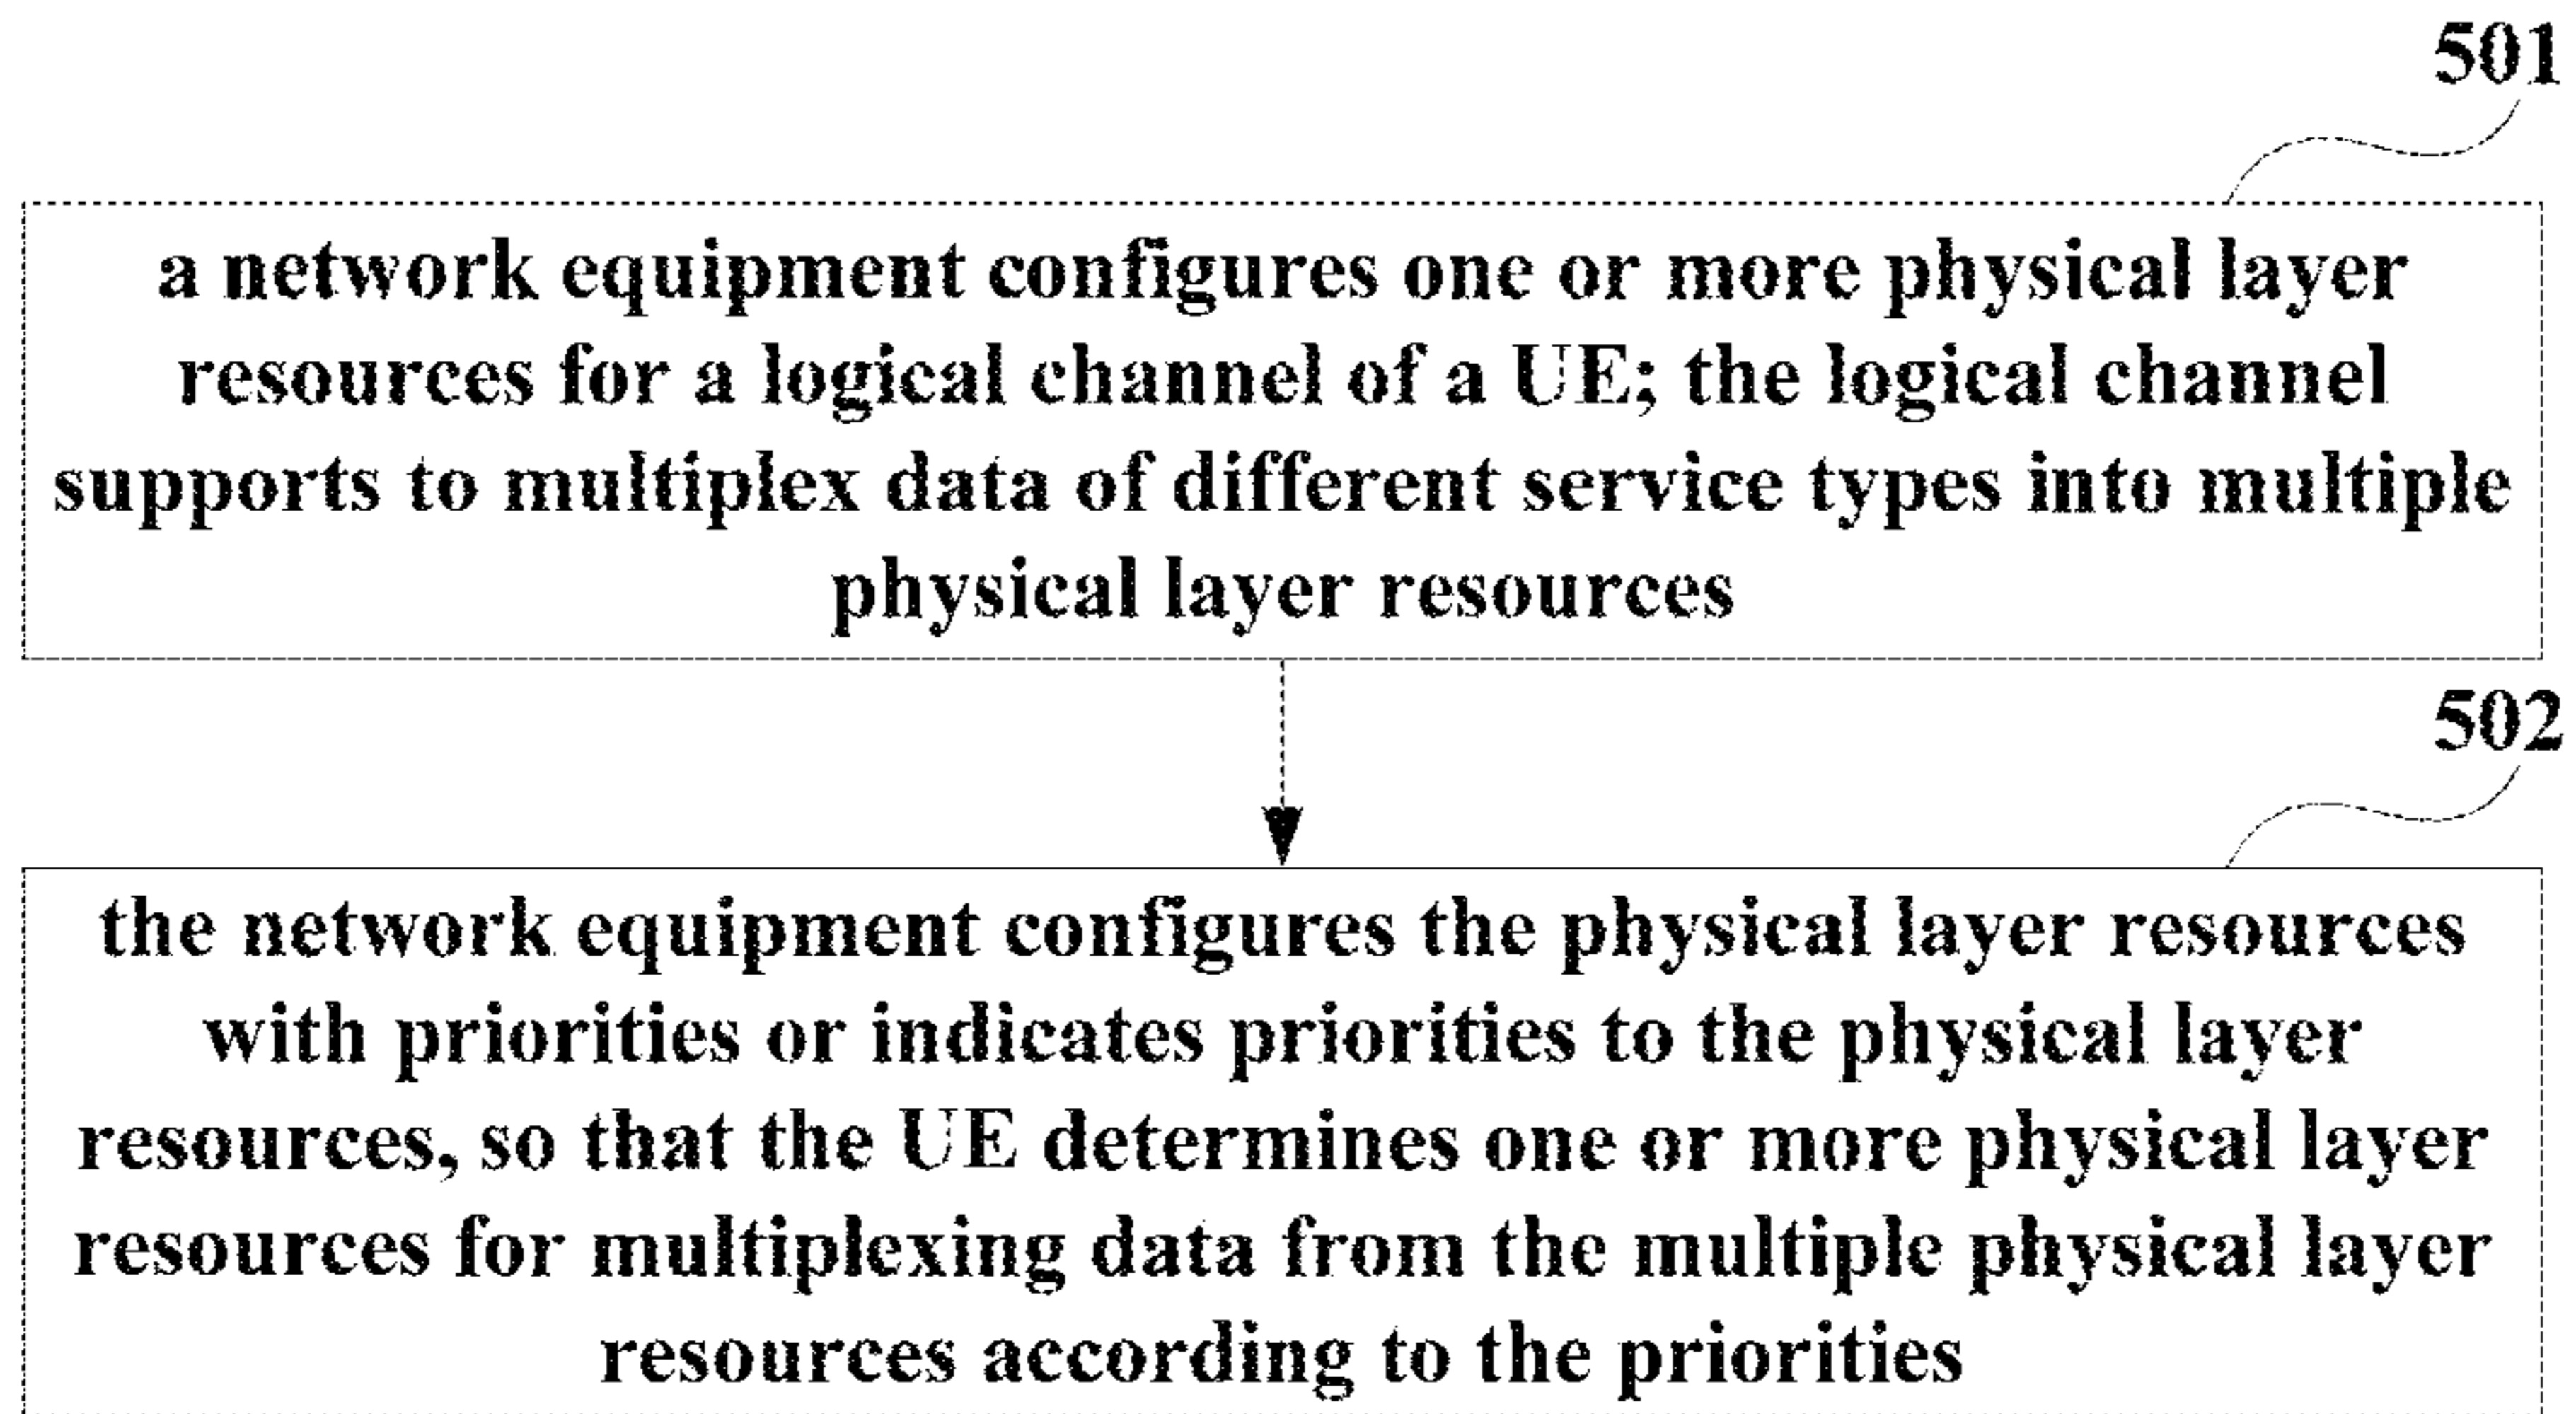 501
a network equipment configures one or more physical layer
resources for a logical channel of a UE; the logical channel
supports to multiplex data of different service types into multiple
physical layer resources
502
the network equipment configures the physical layer resources
with priorities or indicates priorities to the physical layer
resources, so that the UE determines one or more physical layer
resources for multiplexing data from the multiple physical layer
resources according to the priorities